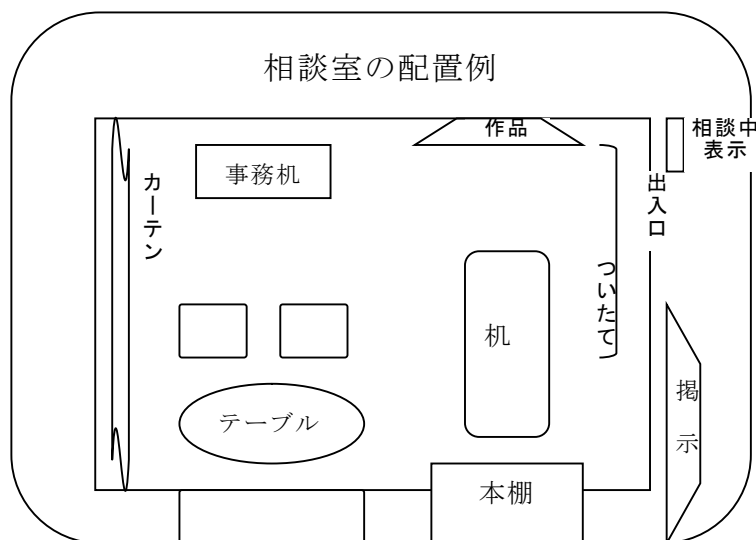 相談室の配置例
作品
相談中
表示
事務机
カーテン
出入口
ついたて
机
掲示
テーブル
本棚